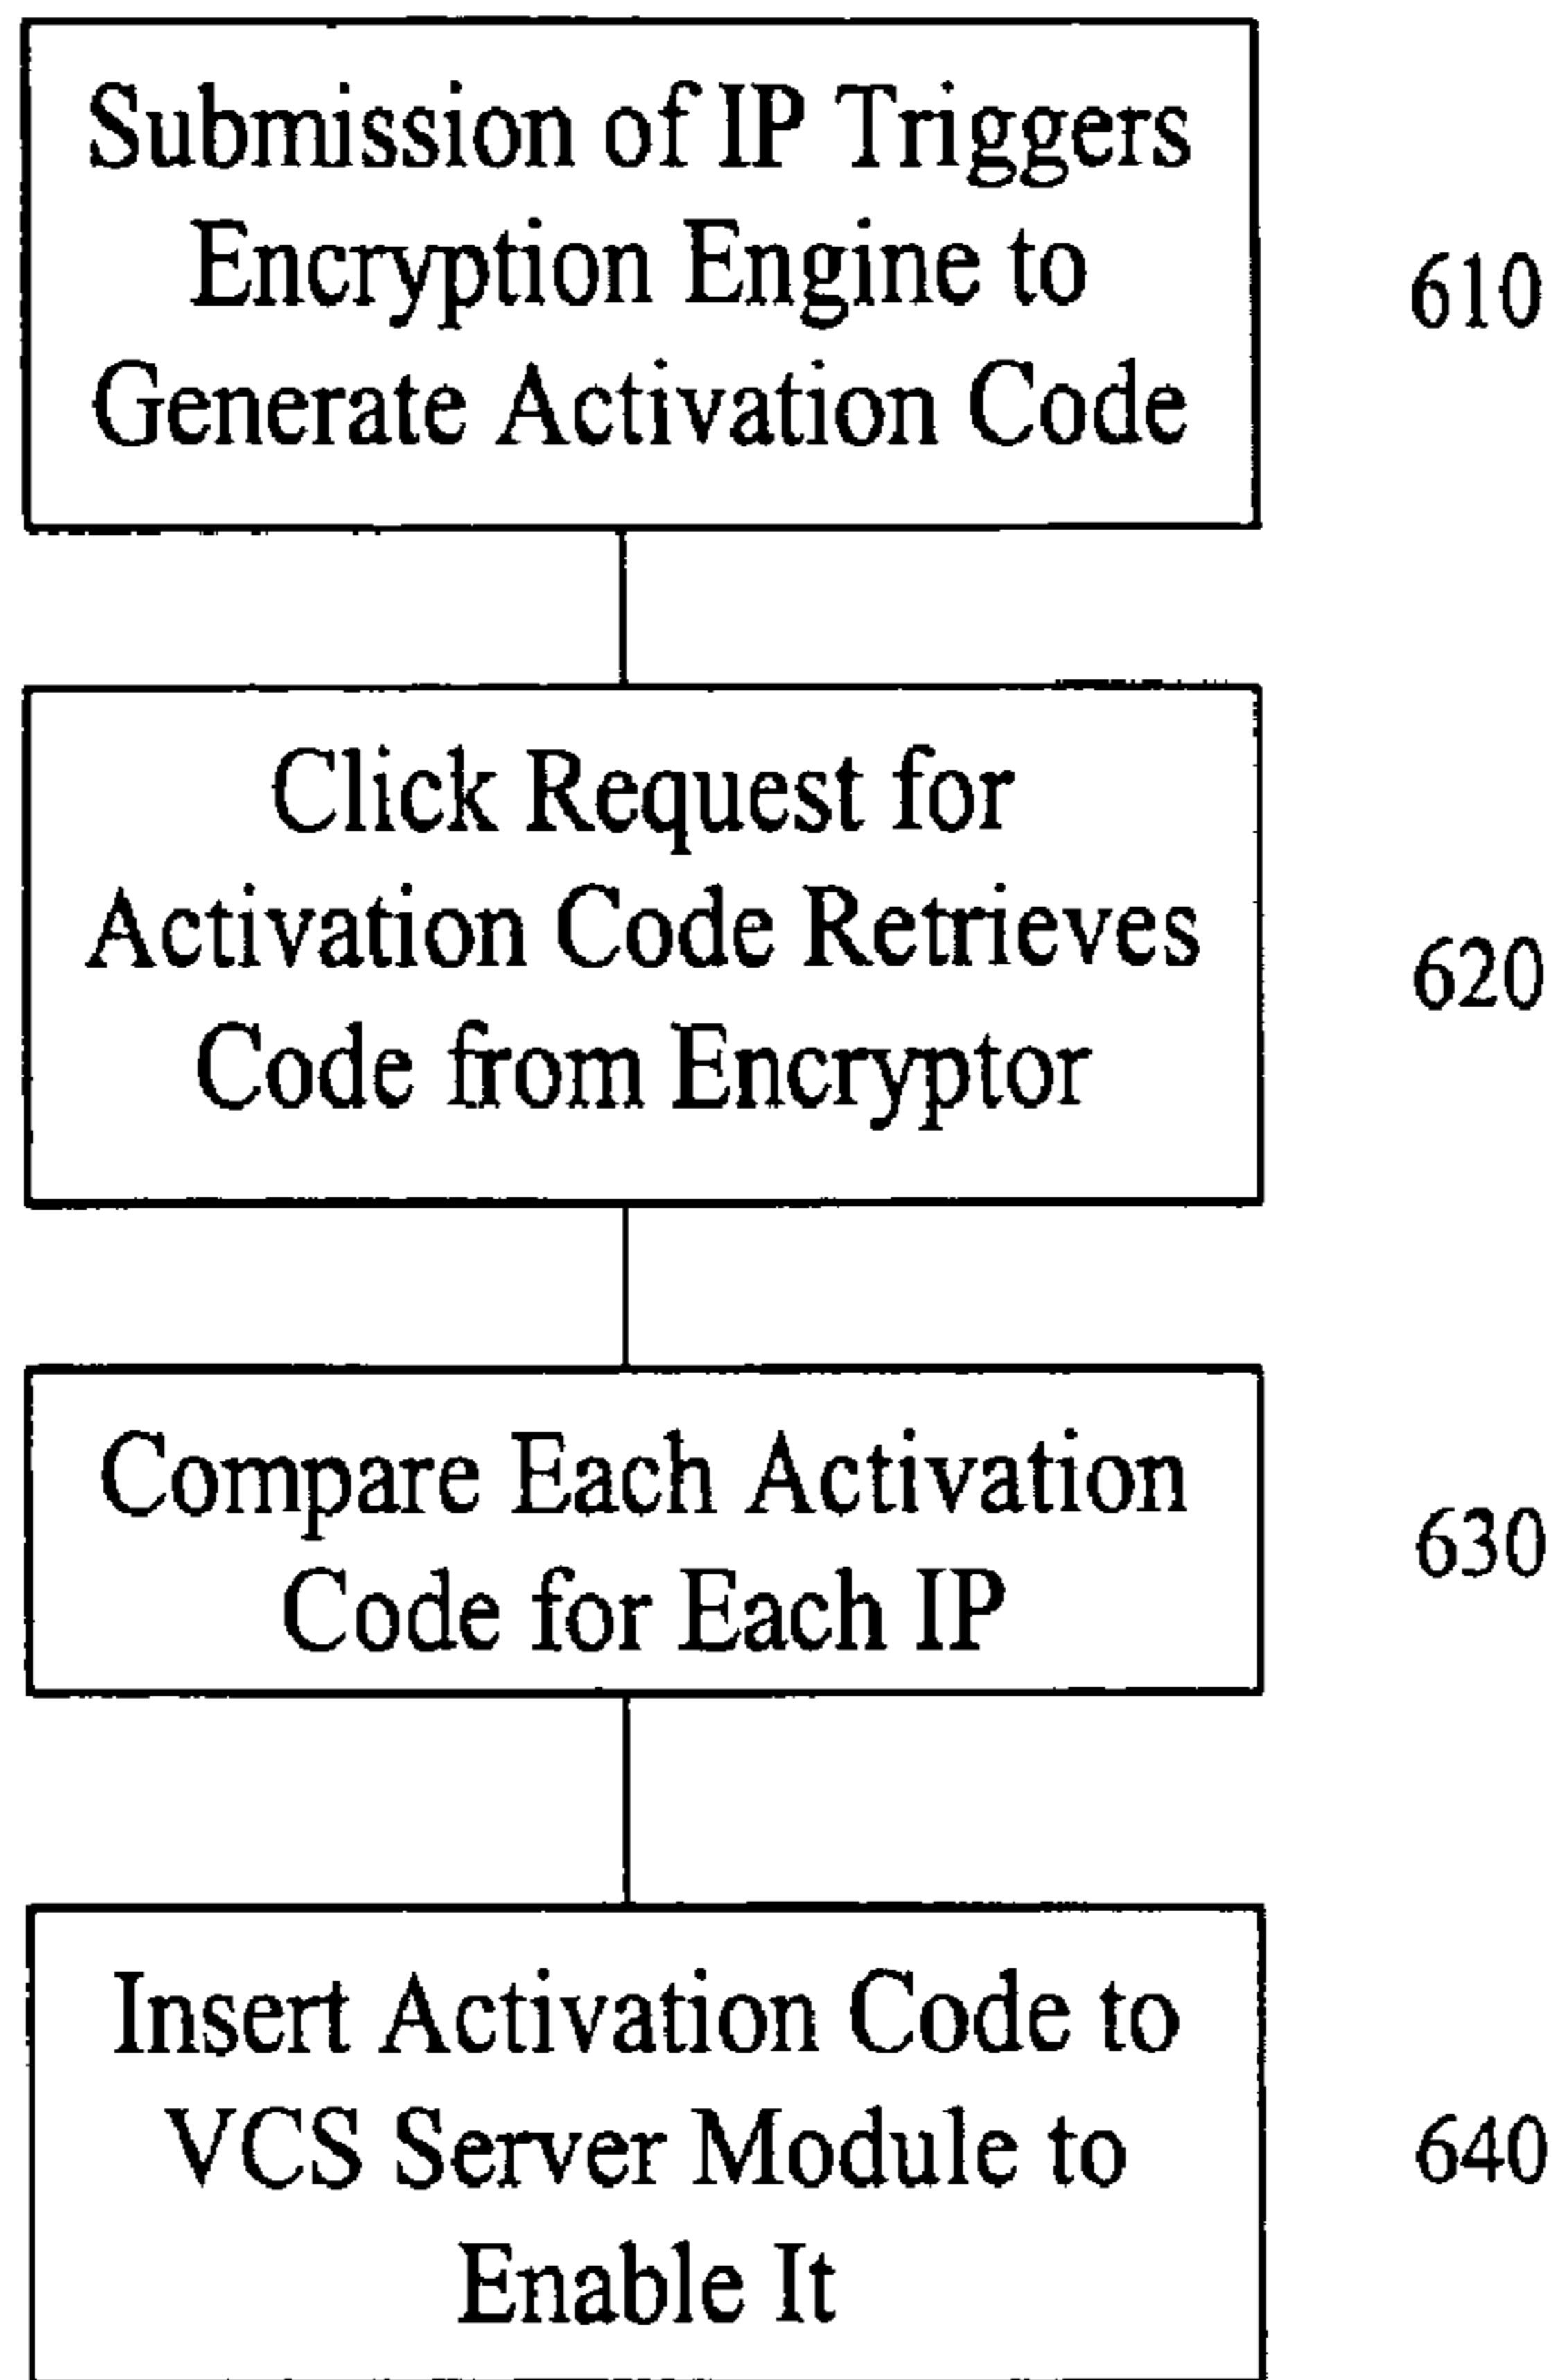 Submission of IP Triggers
Encryption Engine to
Generate Activation Code
610
Click Request for
Activation Code Retrieves
Code from Encryptor
620
Compare Each Activation
Code for Each IP
630
Insert Activation Code to
VCS Server Module to
Enable It
640